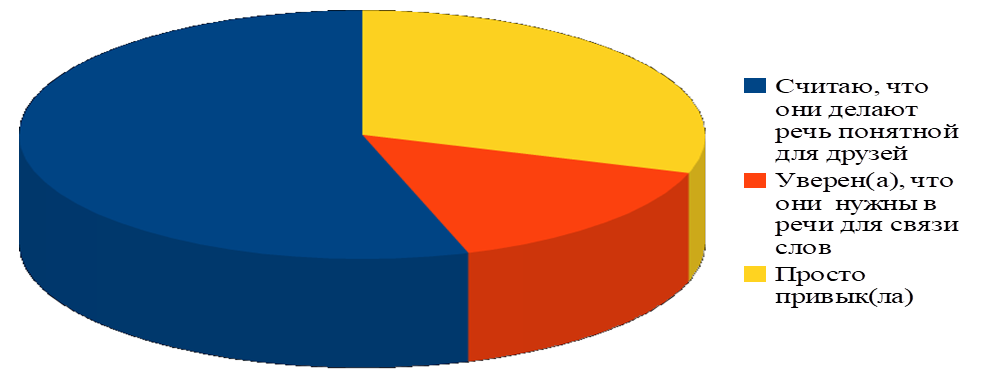 Считаю, что
они делают
речь понятной
для друзей
Уверен(а), что
они нужны в
речи для связи
слов
Просто
привык(ла)